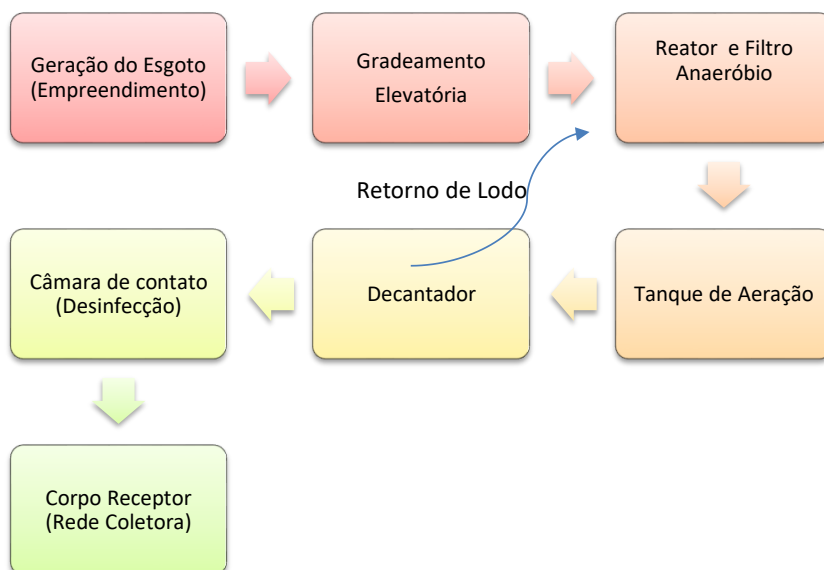 Geração do Esgoto
(Empreendimento)
Gradeamento
Elevatória
Reator e Filtro
Anaeróbio
Retorno de Lodo
Câmara de contato
(Desinfecção)
Decantador
Tanque de Aeração
Corpo Receptor
(Rede Coletora)